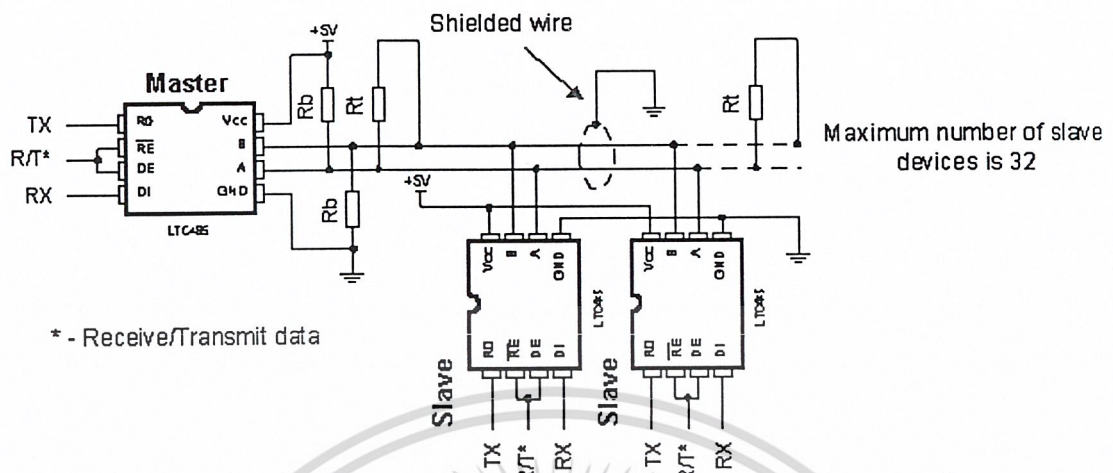 Shielded wire
+5V
Master
Rb
Rt
Rt
TX
RO
Vcc
R/T*
RE
B
DE
A
RX
DI
GND
LTC485
Rb
+5V
Maximum number of slave
devices is 32
* - Receive/Transmit data
Vcc
B
A
GND
LTC485
RO
RE
DE
DI
Slave
TX
R/T*
RX
Vcc
B
A
GND
LTC485
RO
RE
DE
DI
Slave
TX
R/T*
RX